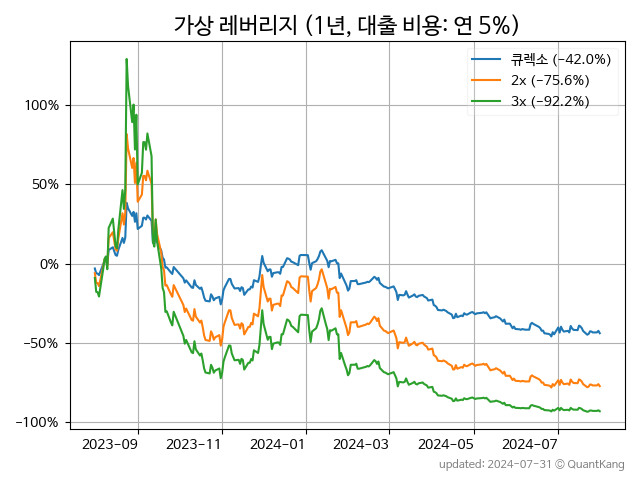 가상 레버리지 (1년, 대출 비용: 연 5%)
큐렉소 (-42.0%)
2x (-75.6%)
3x (-92.2%)
100%
50%
0%
−50%
−100%
2023-09
2023-11
2024-01
2024-03
2024-05
2024-07
updated: 2024-07-31 © QuantKang